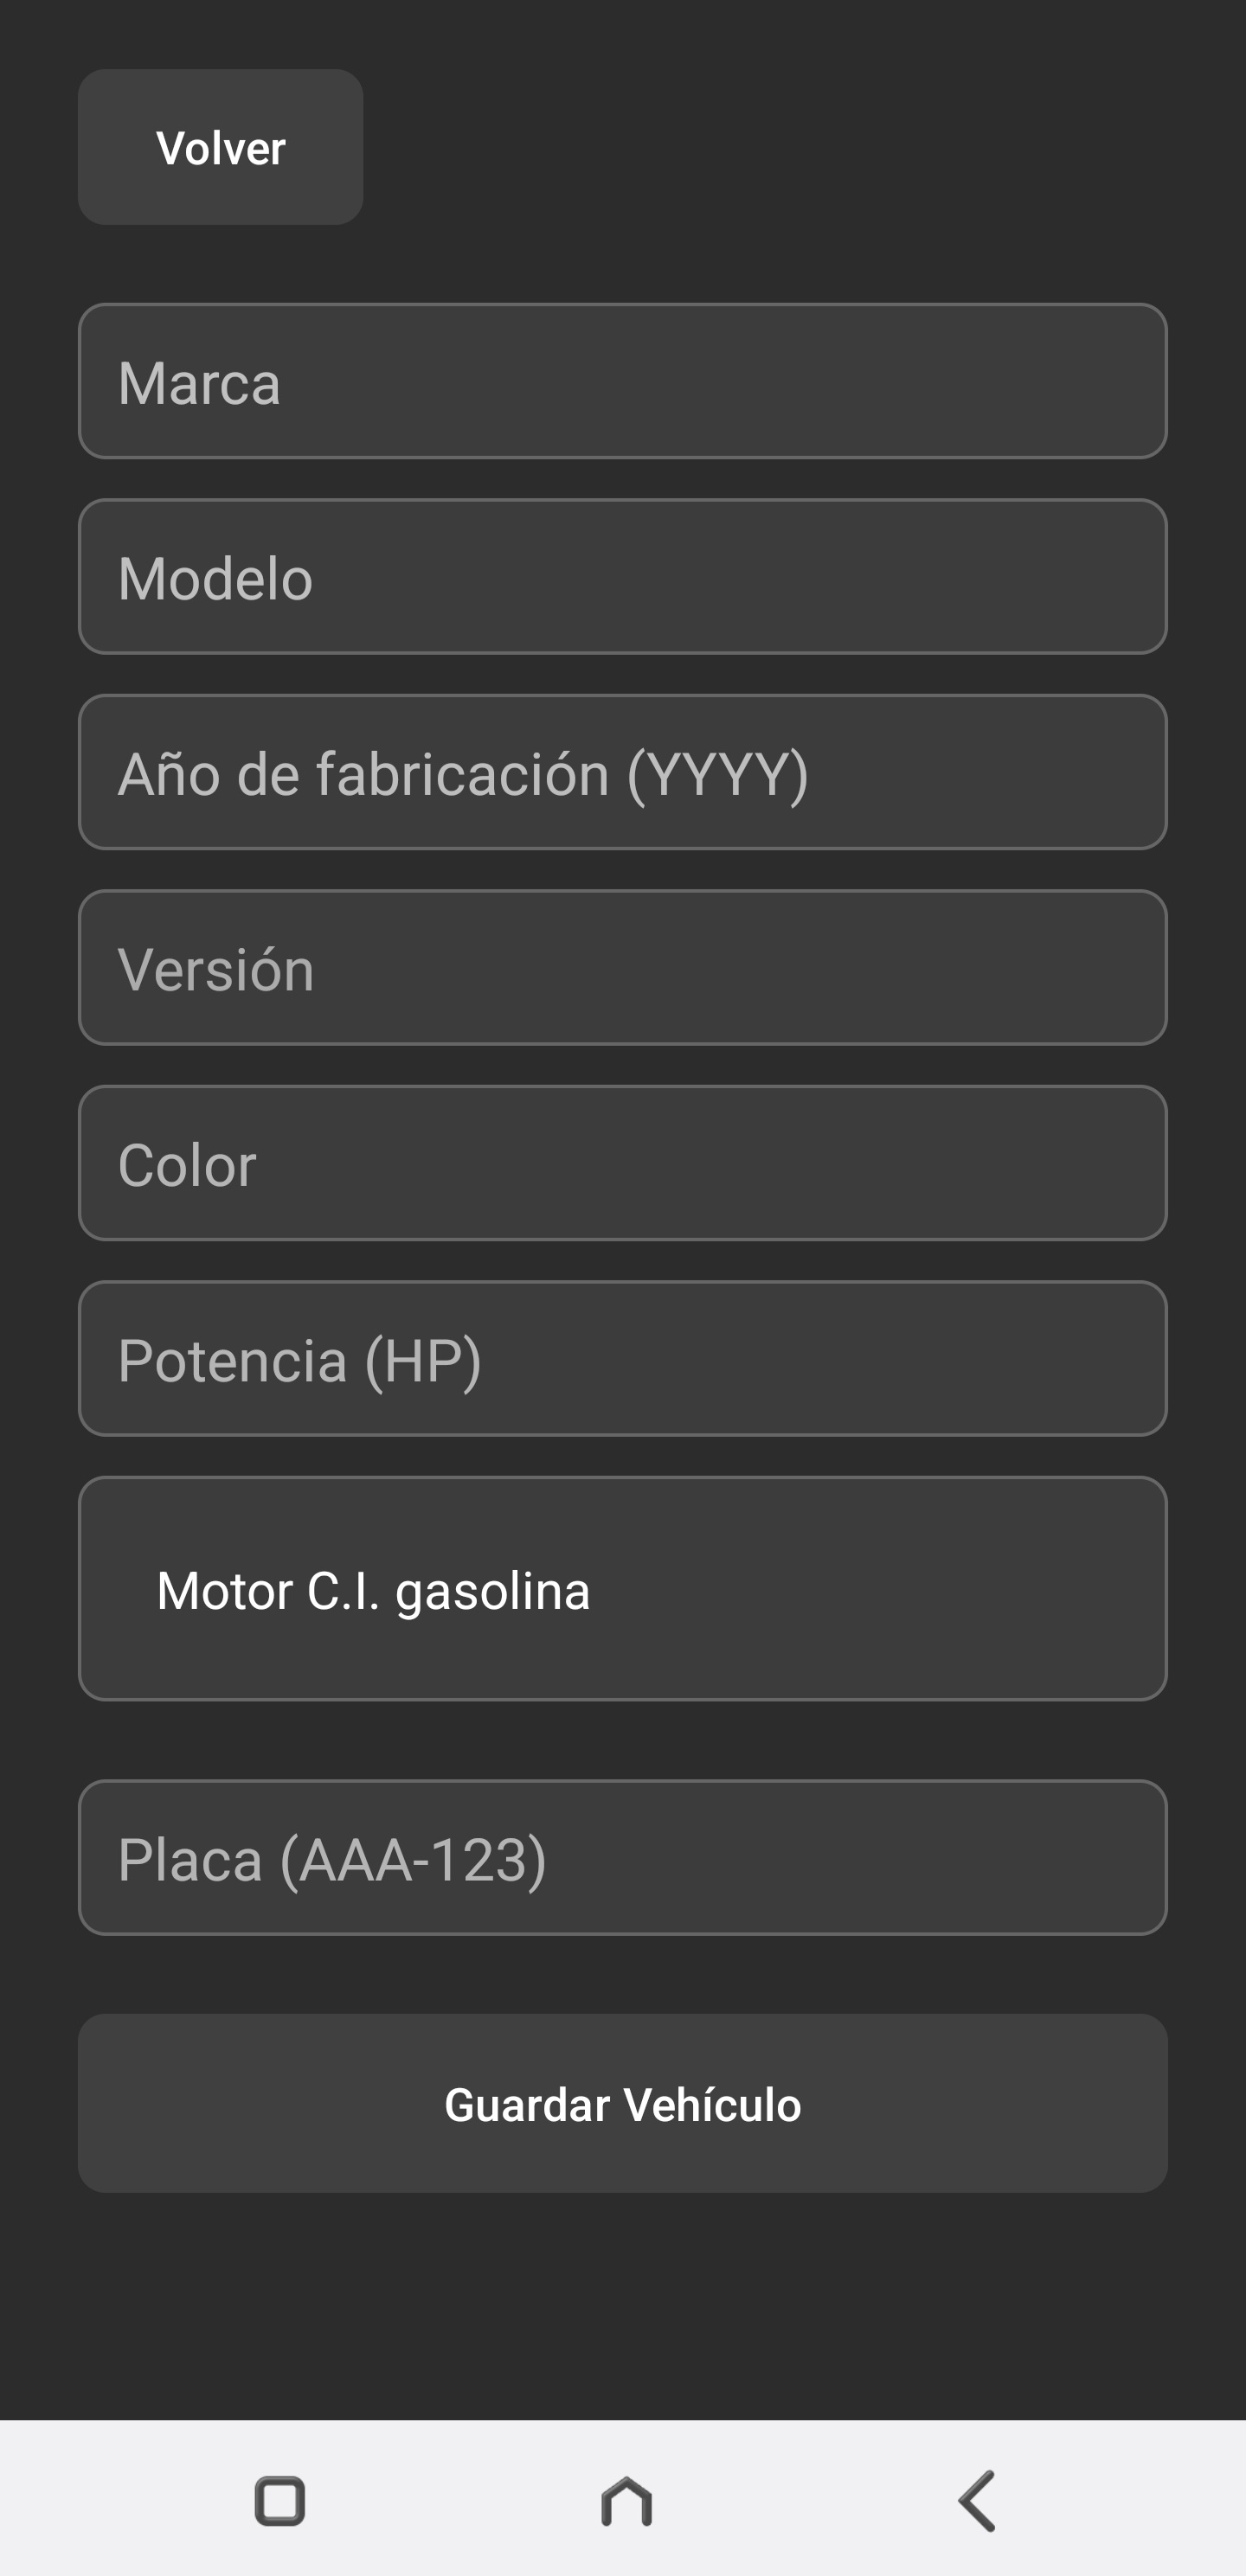 Volver
Marca
Modelo
Año de fabricación (YYYY)
Versión
Color
Potencia (HP)
Motor C.I. gasolina
Placa (AAA-123)
Guardar Vehículo